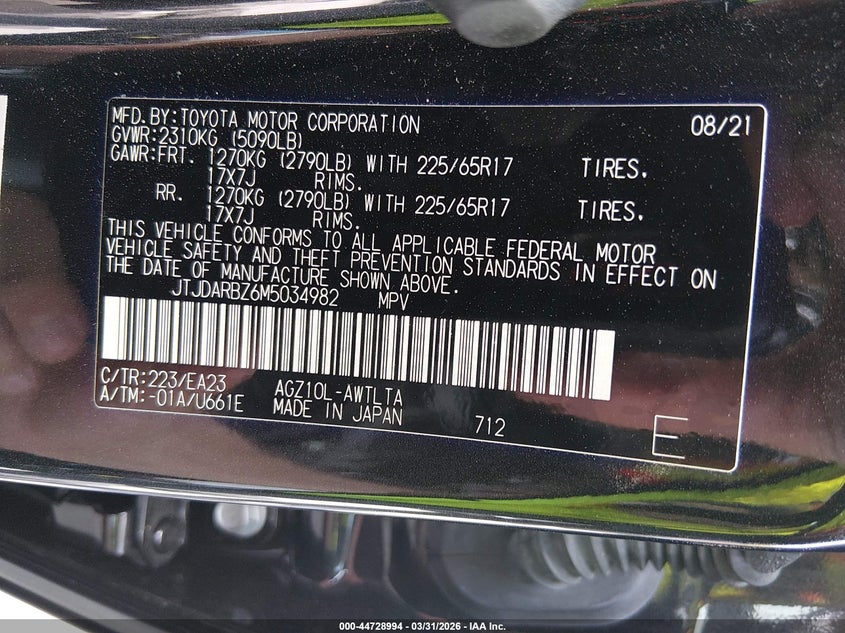 MFD.BY:TOYOTA MOTOR CORPORATION 08/21
GVWR:2310KG (5090LB)
GAWR:FRT. 1270KG (2790LB) WITH 225/65R17 TIRES.
17X7J RIMS.
RR. 1270KG (2790LB) WITH 225/65R17 TIRES.
17X7J RIMS.
THIS VEHICLE CONFORMS TO ALL APPLICABLE FEDERAL MOTOR
VEHICLE SAFETY AND THEFT PREVENTION STANDARDS IN EFFECT ON
THE DATE OF MANUFACTURE SHOWN ABOVE.
JTJDARBZ6M5034982 MPV
C/TR:223/EA23 AGZ10L-AWTLTA
A/TM:-01A/U661E MADE IN JAPAN 712 E
000-44728994 — 03/31/2026 — IAA Inc.